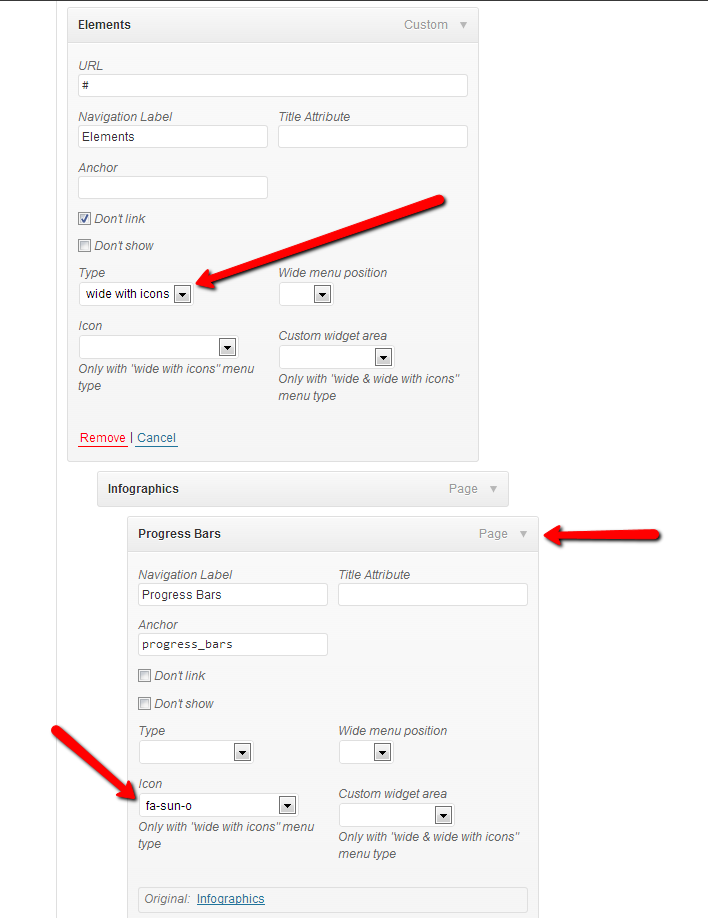 Elements Custom
URL
#
Navigation Label Title Attribute
Elements
Anchor
Don't link
Don't show
Type Wide menu position
wide with icons
Icon
Custom widget area
Only with "wide with icons" menu
type
Only with "wide & wide with icons"
menu type
Remove | Cancel
Infographics Page
Progress Bars Page
Navigation Label Title Attribute
Progress Bars
Anchor
progress_bars
Don't link
Don't show
Type Wide menu position
Icon
Custom widget area
fa-sun-o
Only with "wide with icons" menu
type
Only with "wide & wide with icons"
menu type
Original: Infographics